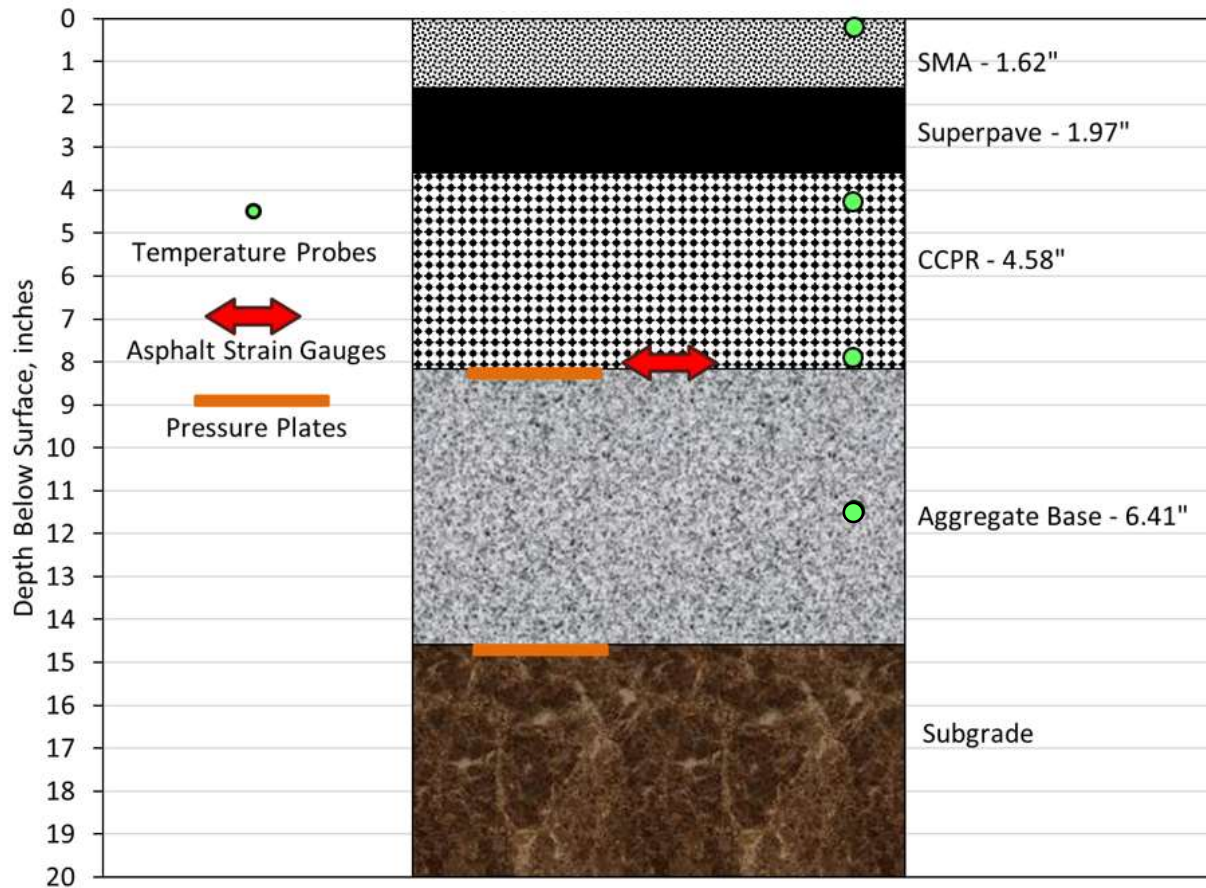 Depth Below Surface, inches
0
1
2
3
4
5
6
7
8
9
10
11
12
13
14
15
16
17
18
19
20
Temperature Probes
Asphalt Strain Gauges
Pressure Plates
SMA - 1.62"
Superpave - 1.97"
CCPR - 4.58"
Aggregate Base - 6.41"
Subgrade